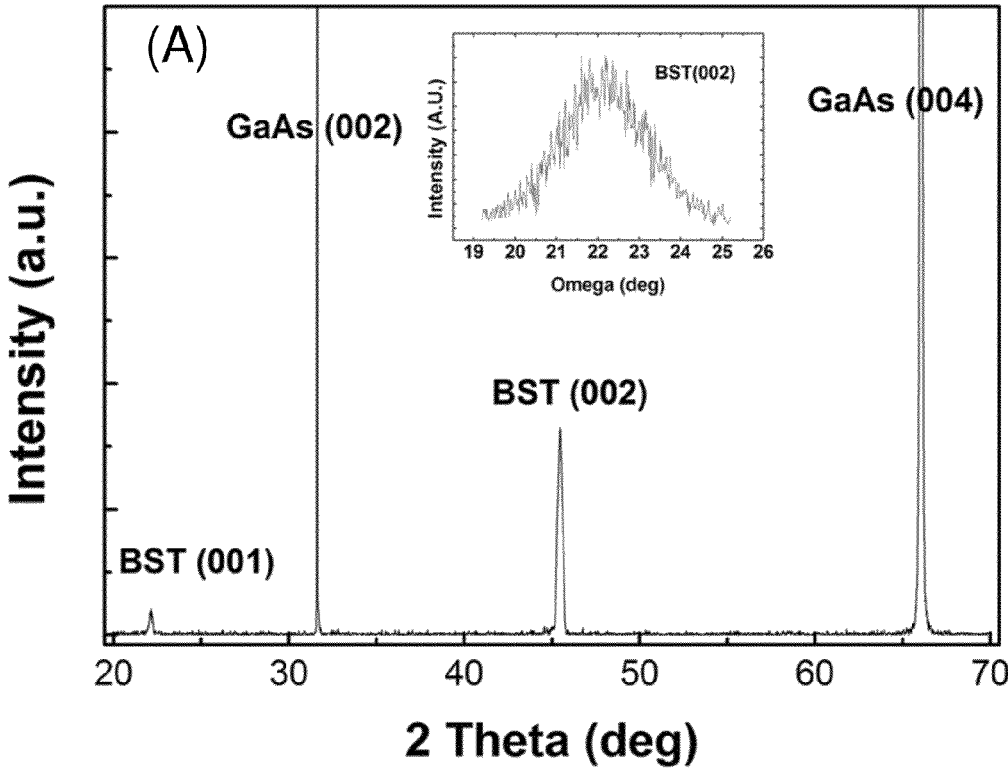 (A)
GaAs (002)
GaAs (004)
BST (002)
BST (001)
Intensity (a.u.)
20 30 40 50 60 70
2 Theta (deg)
BST(002)
Intensity (A.U.)
19 20 21 22 23 24 25 26
Omega (deg)